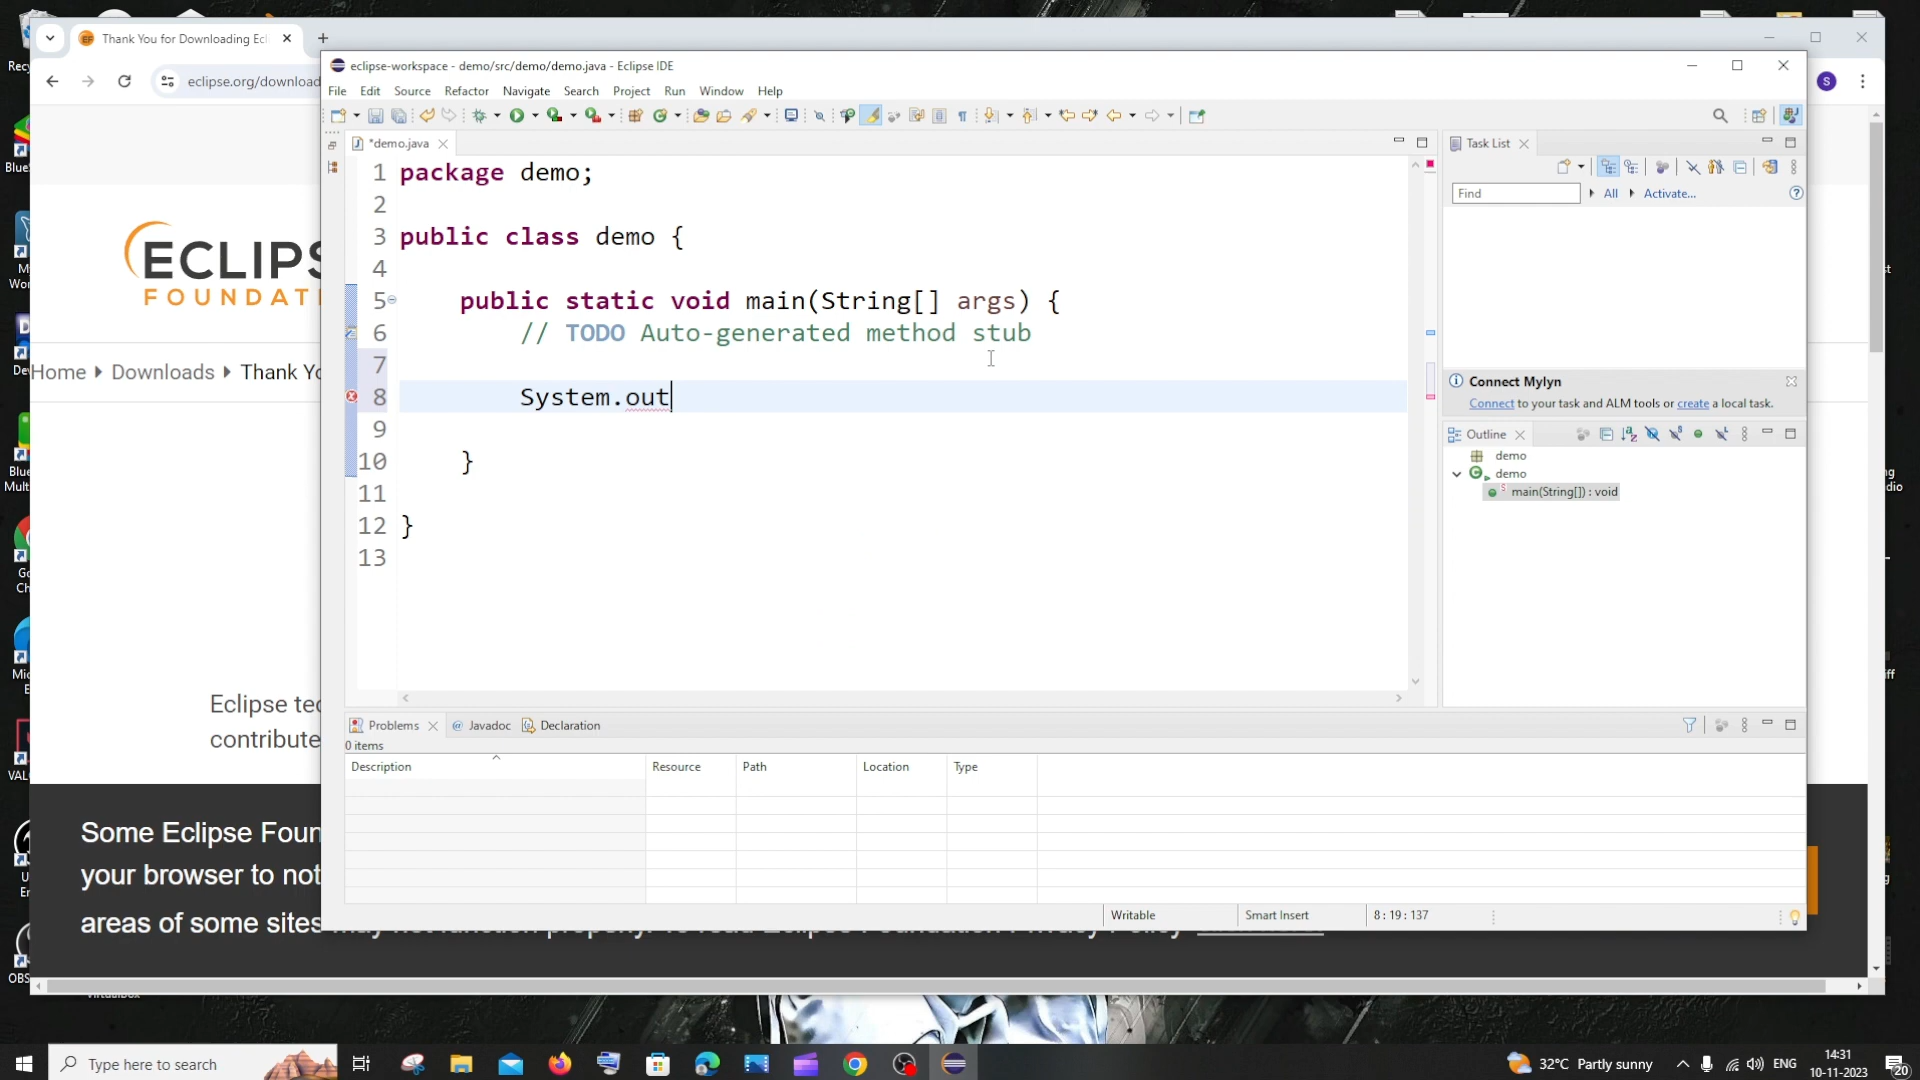 Thank You for Downloading Ecl
eclipse.org/download
eclipse-workspace - demo/src/demo/demo.java - Eclipse IDE
File Edit Source Refactor Navigate Search Project Run Window Help
*demo.java
1 package demo;
2
3 public class demo {
4
5 public static void main(String[] args) {
6 // TODO Auto-generated method stub
7
8 System.out
9
10 }
11
12 }
13
Task List
Find All Activate...
Connect Mylyn
Connect to your task and ALM tools or create a local task.
Outline
demo
demo
main(String[]) : void
Problems Javadoc Declaration
0 items
Description Resource Path Location Type
Writable Smart Insert 8 : 19 : 137
ECLIPS
FOUNDAT
Home Downloads Thank Yo
Eclipse tec
contribute
Some Eclipse Foun
your browser to not
areas of some sites
Type here to search
32°C Partly sunny
ENG
14:31
10-11-2023
20